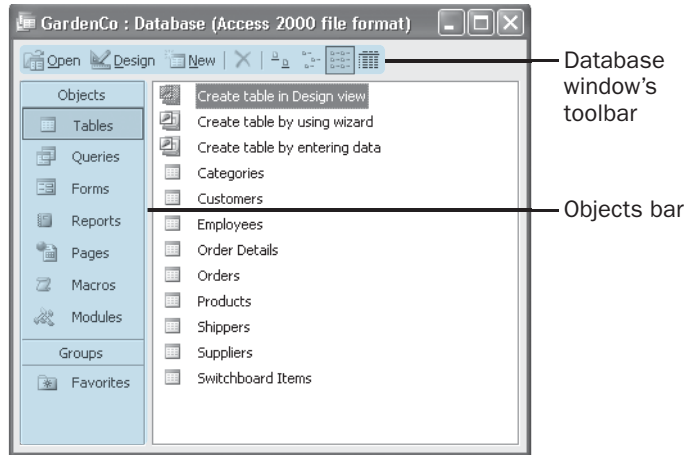 GardenCo : Database (Access 2000 file format)
Open Design New
Database
window's
toolbar
Objects
Tables
Queries
Forms
Reports
Pages
Macros
Modules
Groups
Favorites
Create table in Design view
Create table by using wizard
Create table by entering data
Categories
Customers
Employees
Order Details
Orders
Products
Shippers
Suppliers
Switchboard Items
Objects bar